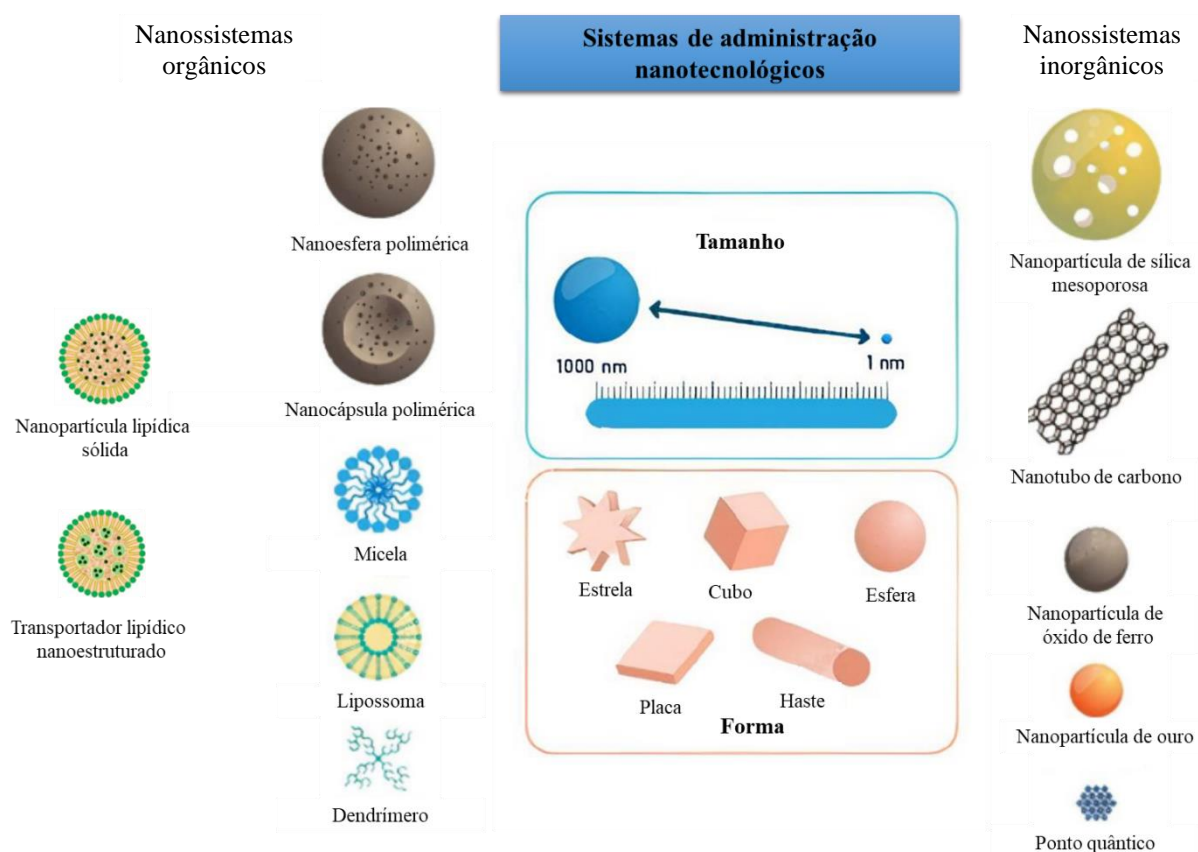 Nanossistemas
orgânicos
Sistemas de administração
nanotecnológicos
Nanossistemas
inorgânicos
Nanoesfera polimérica
Nanocápsula polimérica
Nanopartícula lipídica
sólida
Micela
Transportador lipídico
nanoestruturado
Lipossoma
Dendrímero
Tamanho
1000 nm
1 nm
Estrela
Cubo
Esfera
Placa
Haste
Forma
Nanopartícula de sílica
mesoporosa
Nanotubo de carbono
Nanopartícula de
óxido de ferro
Nanopartícula de ouro
Ponto quântico